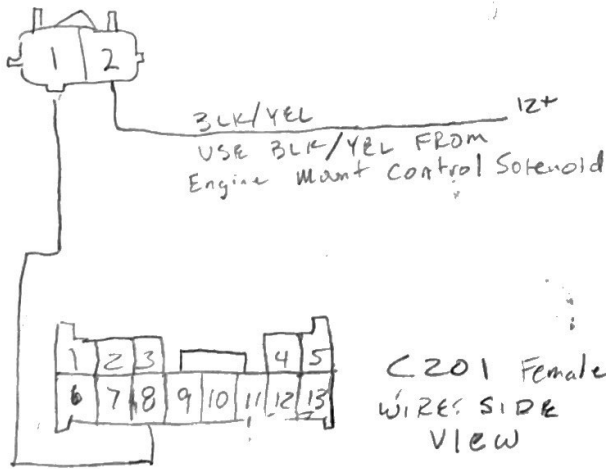 1 2
BLK/YEL 12+
USE BLK/YEL FROM
Engine Mount Control Solenoid
1 2 3 4 5
6 7 8 9 10 11 12 13
C201 Female
WIRE SIDE
VIEW